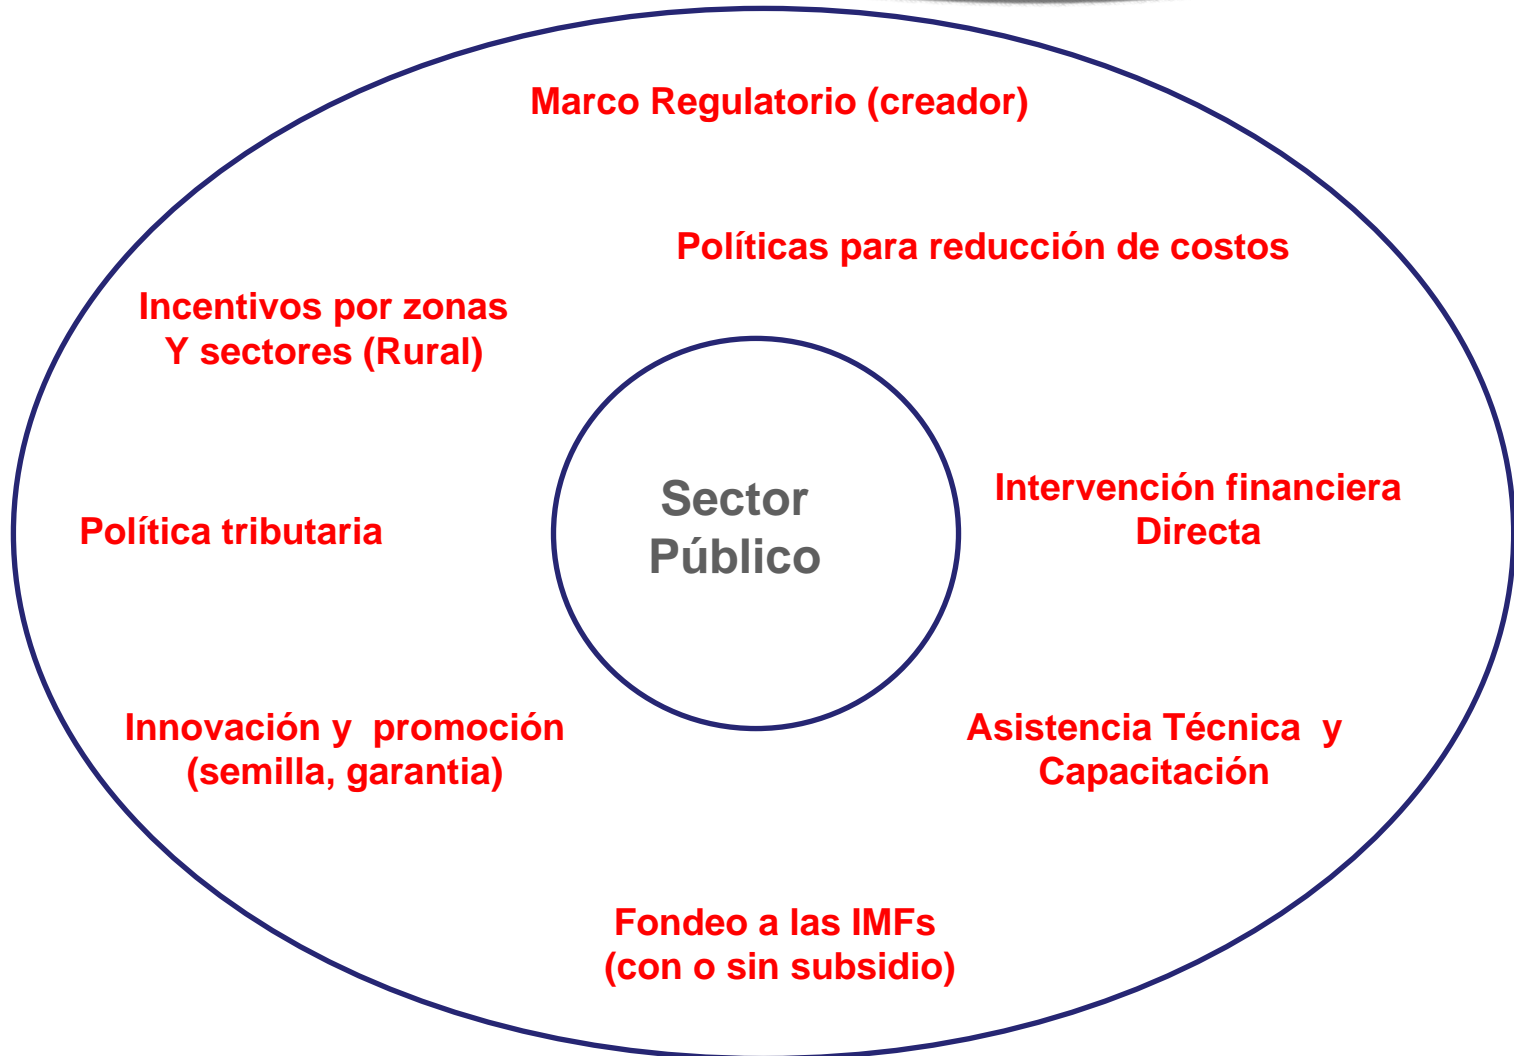 Marco Regulatorio (creador)
Políticas para reducción de costos
Incentivos por zonas
Y sectores (Rural)
Sector
Público
Intervención financiera
Directa
Política tributaria
Innovación y promoción
(semilla, garantia)
Asistencia Técnica y
Capacitación
Fondeo a las IMFs
(con o sin subsidio)